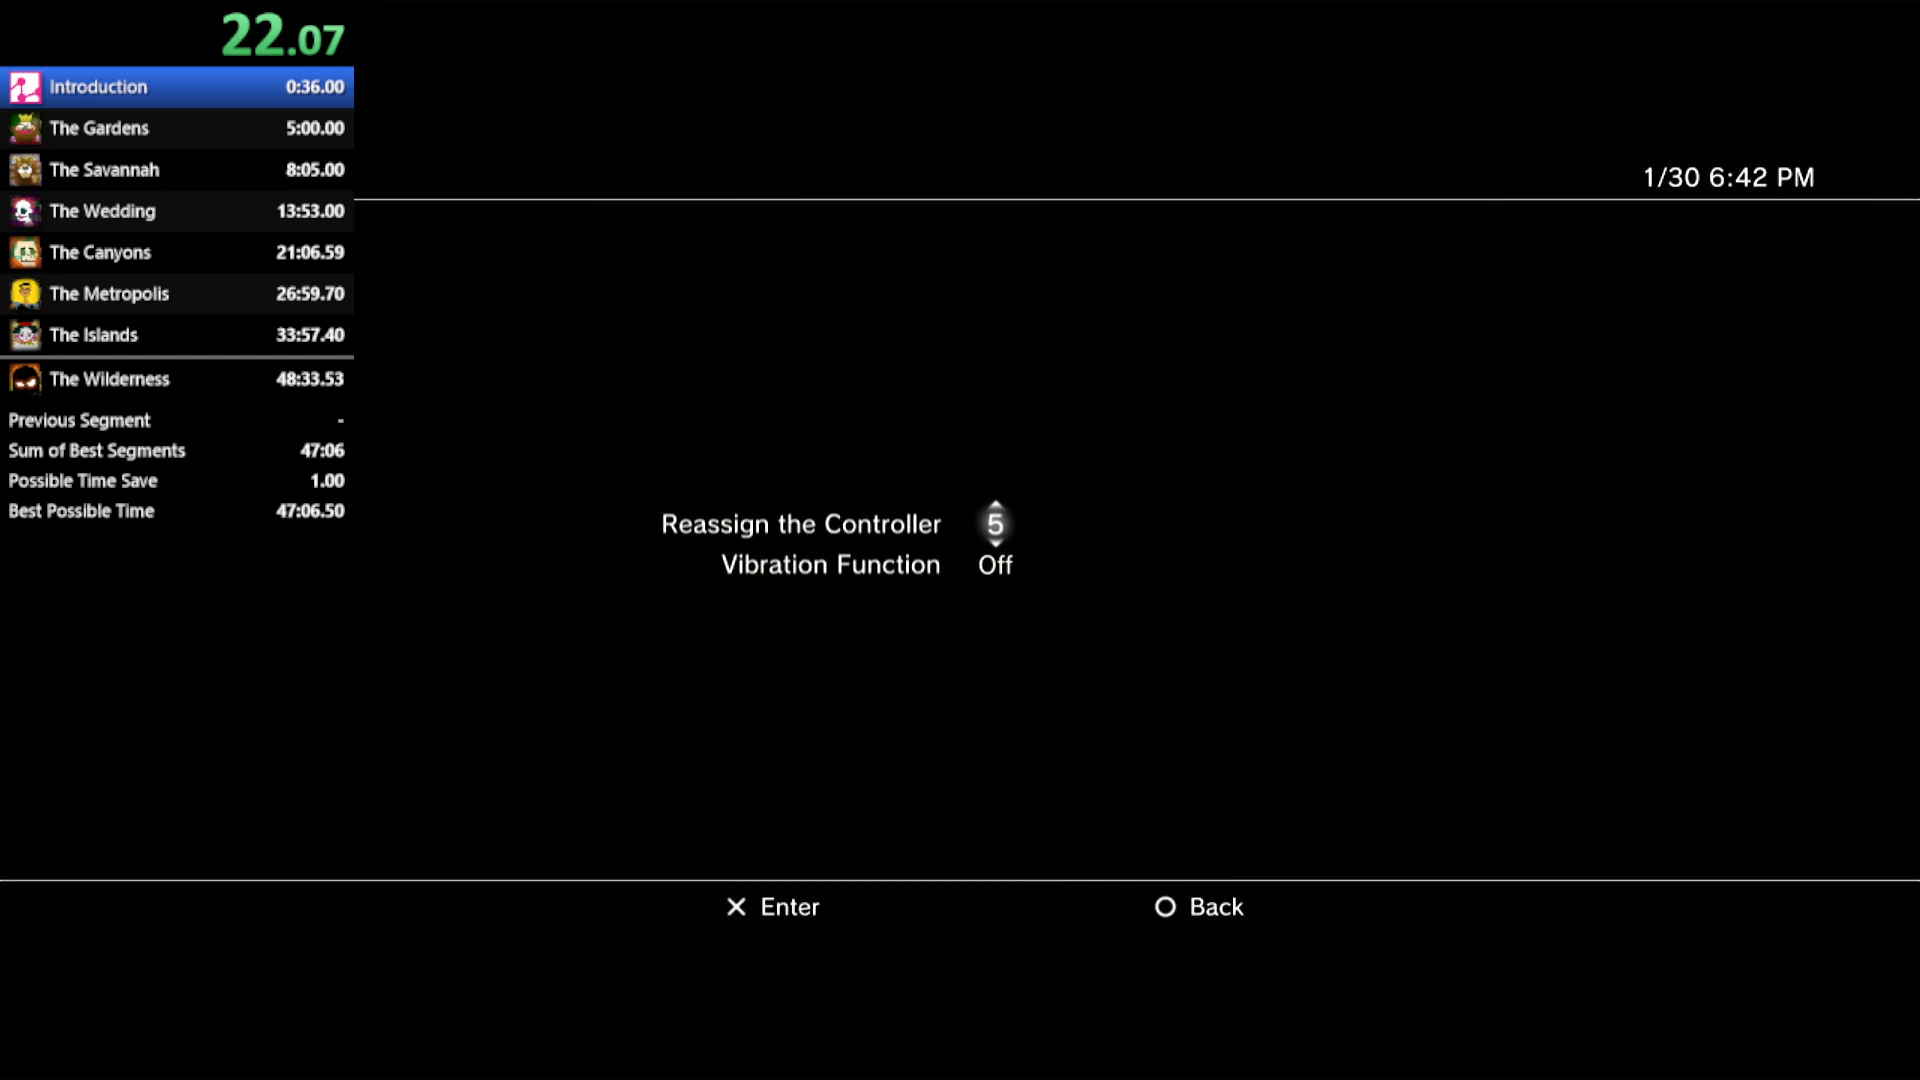 22.07
Introduction 0:36.00
The Gardens 5:00.00
The Savannah 8:05.00
The Wedding 13:53.00
The Canyons 21:06.59
The Metropolis 26:59.70
The Islands 33:57.40
The Wilderness 48:33.53
Previous Segment -
Sum of Best Segments 47:06
Possible Time Save 1.00
Best Possible Time 47:06.50
1/30 6:42 PM
Reassign the Controller 5
Vibration Function Off
Enter Back